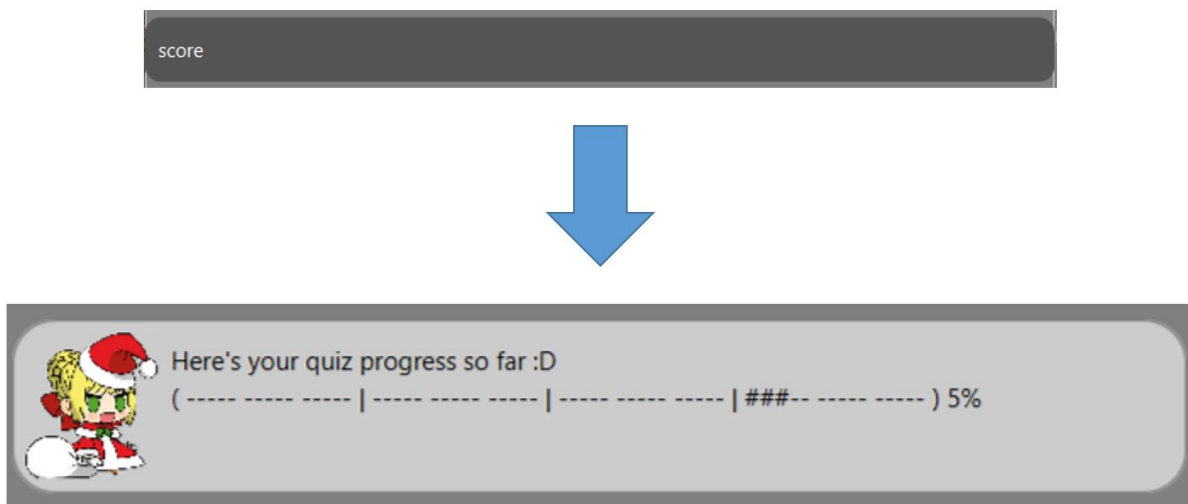 score
Here's your quiz progress so far :D
( ----- ----- ----- | ----- ----- ----- | ----- ----- ----- | ###-- ----- ----- ) 5%